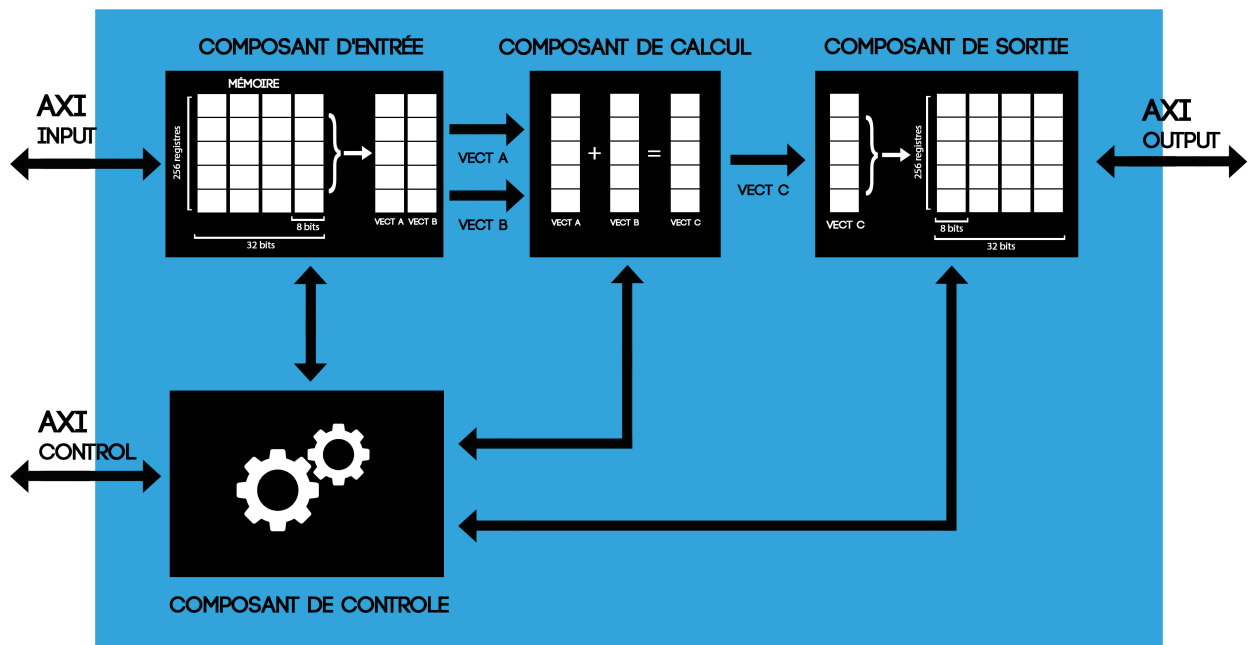 COMPOSANT D'ENTRÉE
COMPOSANT DE CALCUL
COMPOSANT DE SORTIE
AXI
INPUT
MÉMOIRE
256 registres
8 bits
32 bits
VECT A
VECT B
VECT A
VECT B
VECT A
+
VECT B
=
VECT C
VECT C
VECT C
256 registres
8 bits
32 bits
AXI
OUTPUT
AXI
CONTROL
COMPOSANT DE CONTROLE